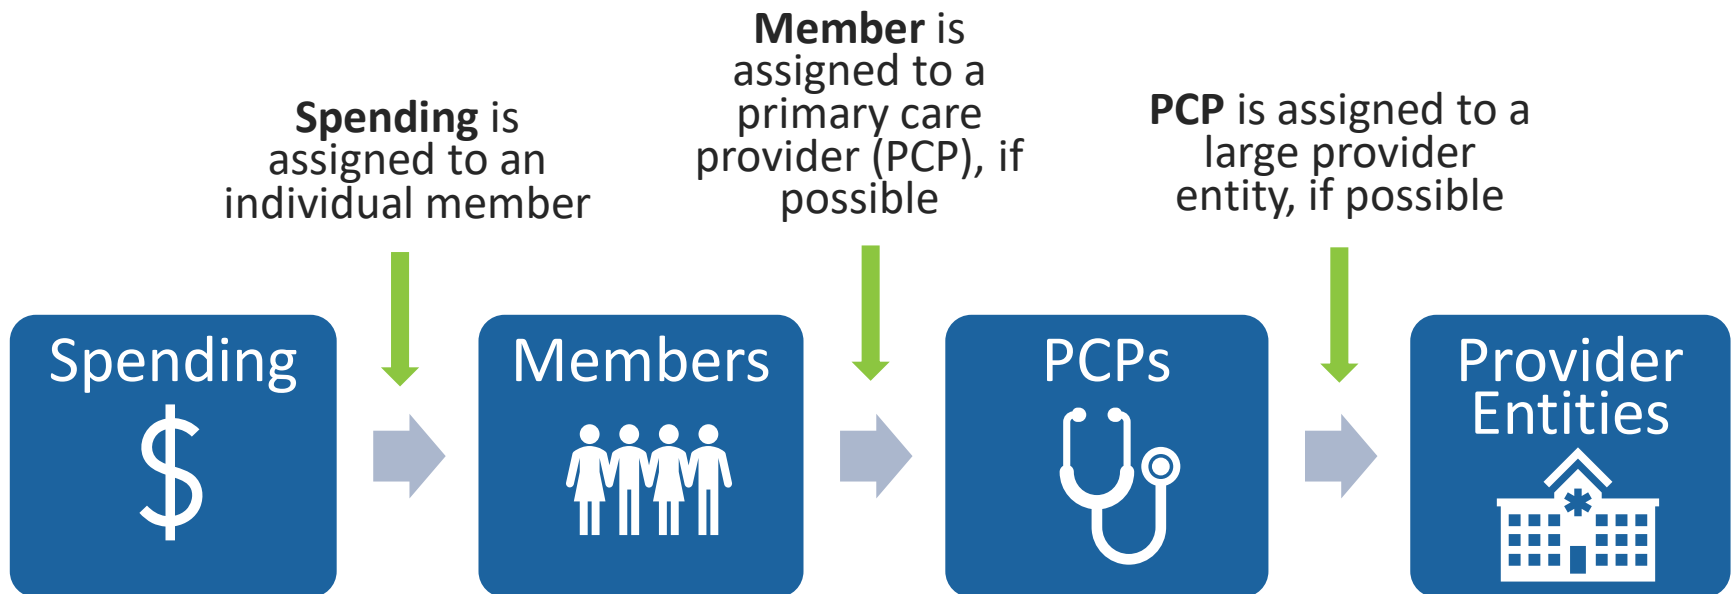 Spending is
assigned to an
individual member
Member is
assigned to a
primary care
provider (PCP), if
possible
PCP is assigned to a
large provider
entity, if possible
Spending
$
Members
PCPs
Provider
Entities